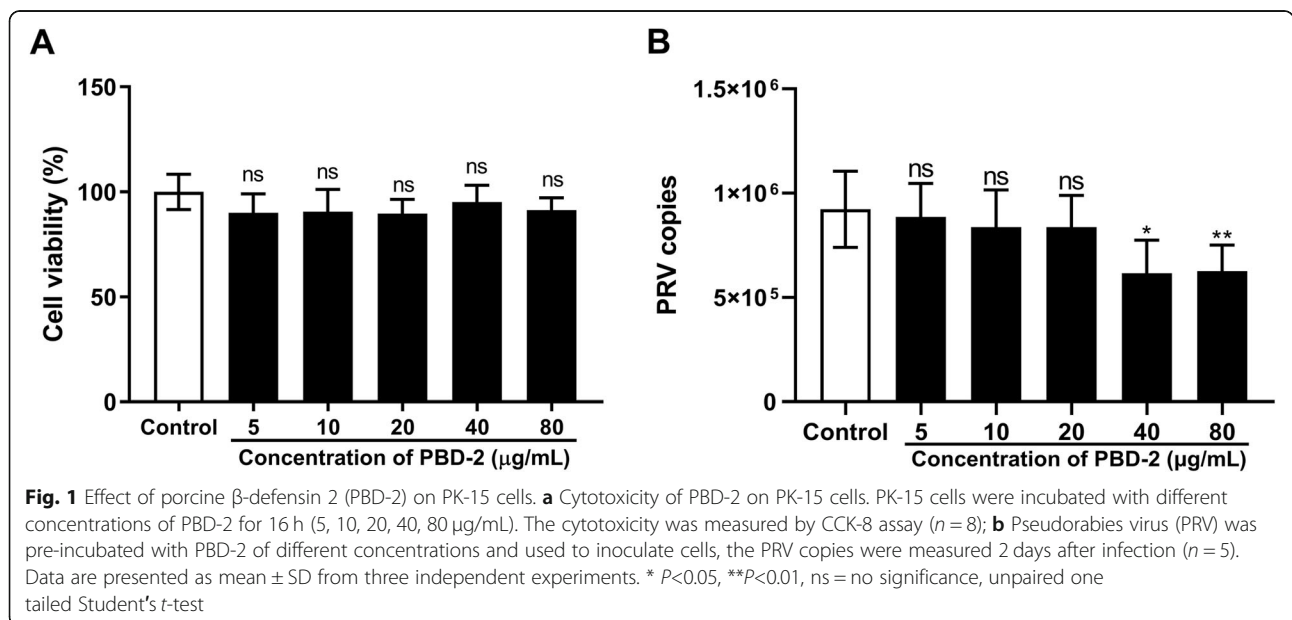 A
B
Cell viability (%)
150
100
50
0
ns
ns
ns
ns
ns
Control
5
10
20
40
80
Concentration of PBD-2 (μg/mL)
PRV copies
1.5×10⁶
1×10⁶
5×10⁵
0
ns
ns
ns
*
**
Control
5
10
20
40
80
Concentration of PBD-2 (μg/mL)
Fig. 1 Effect of porcine β-defensin 2 (PBD-2) on PK-15 cells. a Cytotoxicity of PBD-2 on PK-15 cells. PK-15 cells were incubated with different
concentrations of PBD-2 for 16 h (5, 10, 20, 40, 80 μg/mL). The cytotoxicity was measured by CCK-8 assay (n = 8); b Pseudorabies virus (PRV) was
pre-incubated with PBD-2 of different concentrations and used to inoculate cells, the PRV copies were measured 2 days after infection (n = 5).
Data are presented as mean ± SD from three independent experiments. * P<0.05, **P<0.01, ns = no significance, unpaired one
tailed Student's t-test